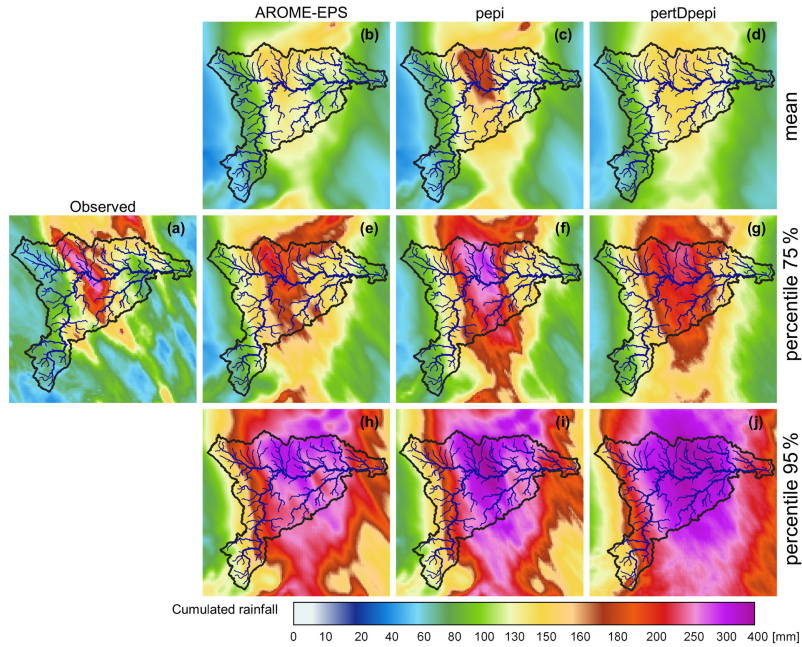 AROME-EPS pepi pertDpepi
(b) (c) (d)
mean
Observed
(a) (e) (f) (g)
percentile 75 %
(h) (i) (j)
percentile 95 %
Cumulated rainfall
0 10 20 40 60 80 100 130 150 160 180 200 250 300 400 [mm]